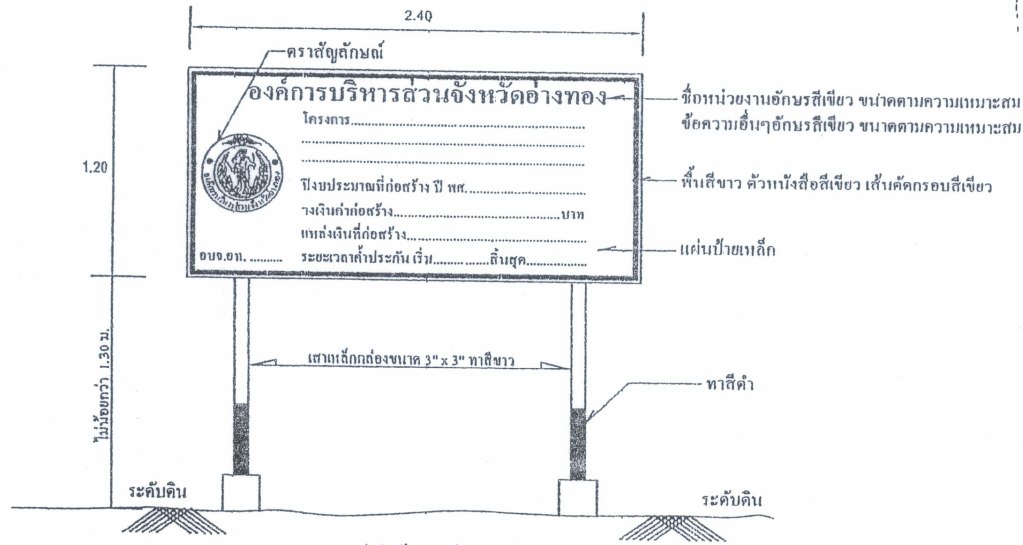 2.40
ตราสัญลักษณ์
องค์การบริหารส่วนจังหวัดอ่างทอง
ชื่อหน่วยงานอักษรสีเขียว ขนาดตามความเหมาะสม
ข้อความอื่นๆอักษรสีเขียว ขนาดตามความเหมาะสม
โครงการ
1.20
ปีงบประมาณที่ก่อสร้าง ปี พศ.
พื้นสีขาว ตัวหนังสือสีเขียว เส้นตัดกรอบสีเขียว
วงเงินค่าก่อสร้าง บาท
แหล่งเงินที่ก่อสร้าง
แผ่นป้ายเหล็ก
อบจ.อท. ระยะเวลาค้ำประกัน เริ่ม สิ้นสุด
ไม่น้อยกว่า 1.30 ม.
เสาเหล็กกล่องขนาด 3" x 3" ทาสีขาว
ทาสีดำ
ระดับดิน
ระดับดิน